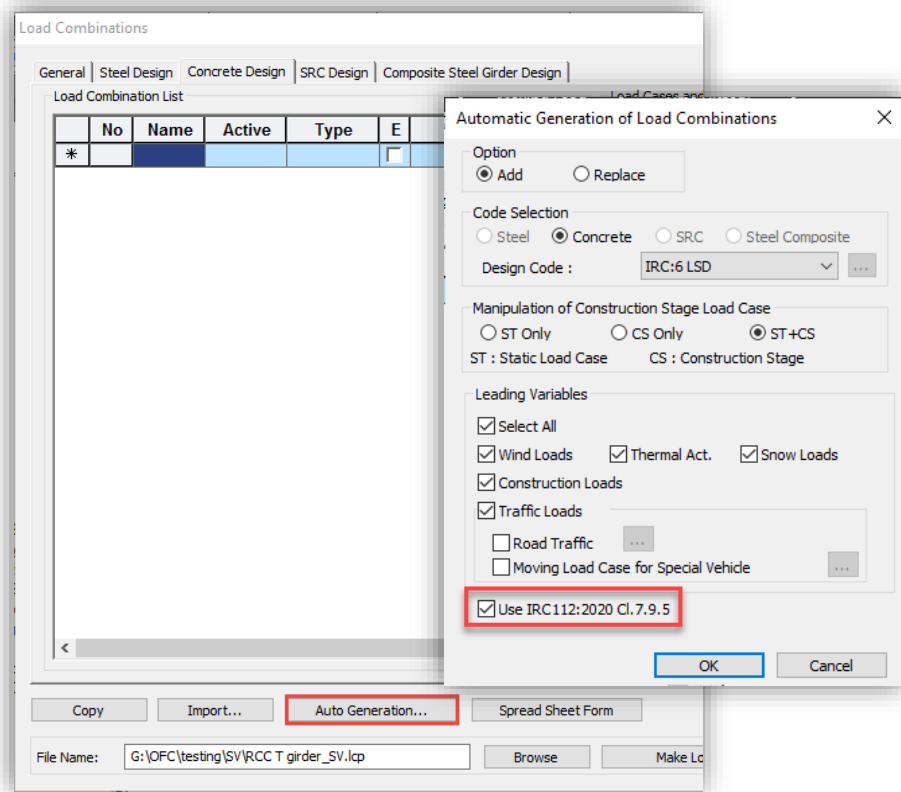 Load Combinations
General Steel Design Concrete Design SRC Design Composite Steel Girder Design
Load Combination List
No Name Active Type E
*
Copy Import... Auto Generation... Spread Sheet Form
File Name: G:\OFC\testing\SV\RCC T girder_SV.lcp Browse Make Lo
Automatic Generation of Load Combinations
Option
Add Replace
Code Selection
Steel Concrete SRC Steel Composite
Design Code : IRC:6 LSD ...
Manipulation of Construction Stage Load Case
ST Only CS Only ST+CS
ST : Static Load Case CS : Construction Stage
Leading Variables
Select All
Wind Loads Thermal Act. Snow Loads
Construction Loads
Traffic Loads
Road Traffic ...
Moving Load Case for Special Vehicle ...
Use IRC112:2020 Cl.7.9.5
OK Cancel